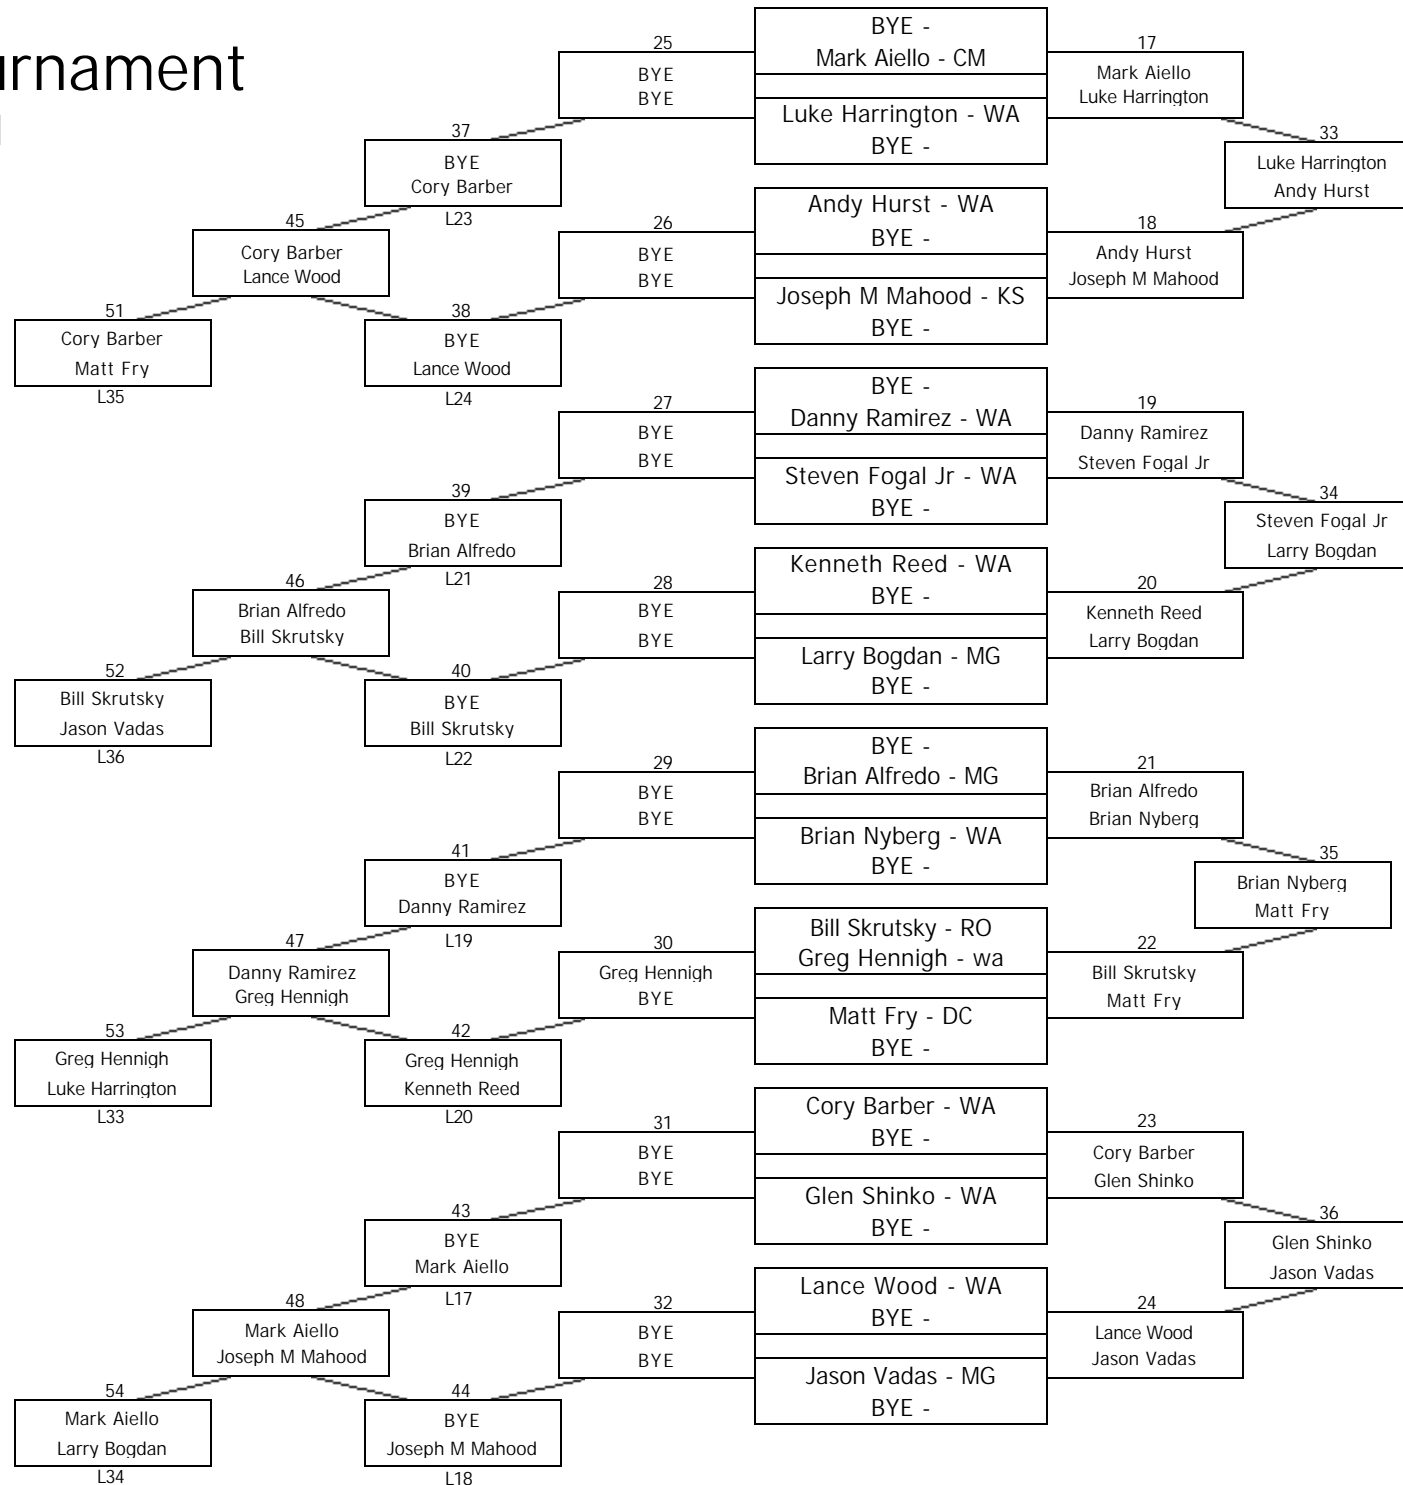 urnament
25
BYE
BYE
37
BYE
Cory Barber
L23
45
Cory Barber
Lance Wood
26
BYE
BYE
51
Cory Barber
Matt Fry
L35
38
BYE
Lance Wood
L24
27
BYE
BYE
39
BYE
Brian Alfredo
L21
46
Brian Alfredo
Bill Skrutsky
28
BYE
BYE
52
Bill Skrutsky
Jason Vadas
L36
40
BYE
Bill Skrutsky
L22
29
BYE
BYE
41
BYE
Danny Ramirez
L19
47
Danny Ramirez
Greg Hennigh
30
Greg Hennigh
BYE
53
Greg Hennigh
Luke Harrington
L33
42
Greg Hennigh
Kenneth Reed
L20
31
BYE
BYE
43
BYE
Mark Aiello
L17
48
Mark Aiello
Joseph M Mahood
32
BYE
BYE
54
Mark Aiello
Larry Bogdan
L34
44
BYE
Joseph M Mahood
L18
BYE -
Mark Aiello - CM
Luke Harrington - WA
BYE -
Andy Hurst - WA
BYE -
Joseph M Mahood - KS
BYE -
BYE -
Danny Ramirez - WA
Steven Fogal Jr - WA
BYE -
Kenneth Reed - WA
BYE -
Larry Bogdan - MG
BYE -
BYE -
Brian Alfredo - MG
Brian Nyberg - WA
BYE -
Bill Skrutsky - RO
Greg Hennigh - wa
Matt Fry - DC
BYE -
Cory Barber - WA
BYE -
Glen Shinko - WA
BYE -
Lance Wood - WA
BYE -
Jason Vadas - MG
BYE -
17
Mark Aiello
Luke Harrington
33
Luke Harrington
Andy Hurst
18
Andy Hurst
Joseph M Mahood
19
Danny Ramirez
Steven Fogal Jr
34
Steven Fogal Jr
Larry Bogdan
20
Kenneth Reed
Larry Bogdan
21
Brian Alfredo
Brian Nyberg
35
Brian Nyberg
Matt Fry
22
Bill Skrutsky
Matt Fry
23
Cory Barber
Glen Shinko
36
Glen Shinko
Jason Vadas
24
Lance Wood
Jason Vadas